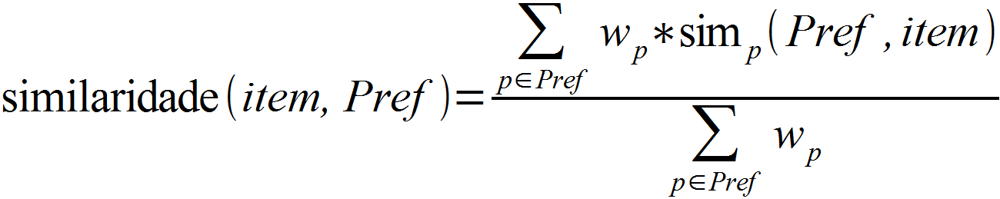 similaridade(item, Pref)=
∑ p∈Pref w_p*sim_p(Pref ,item)
∑ p∈Pref w_p